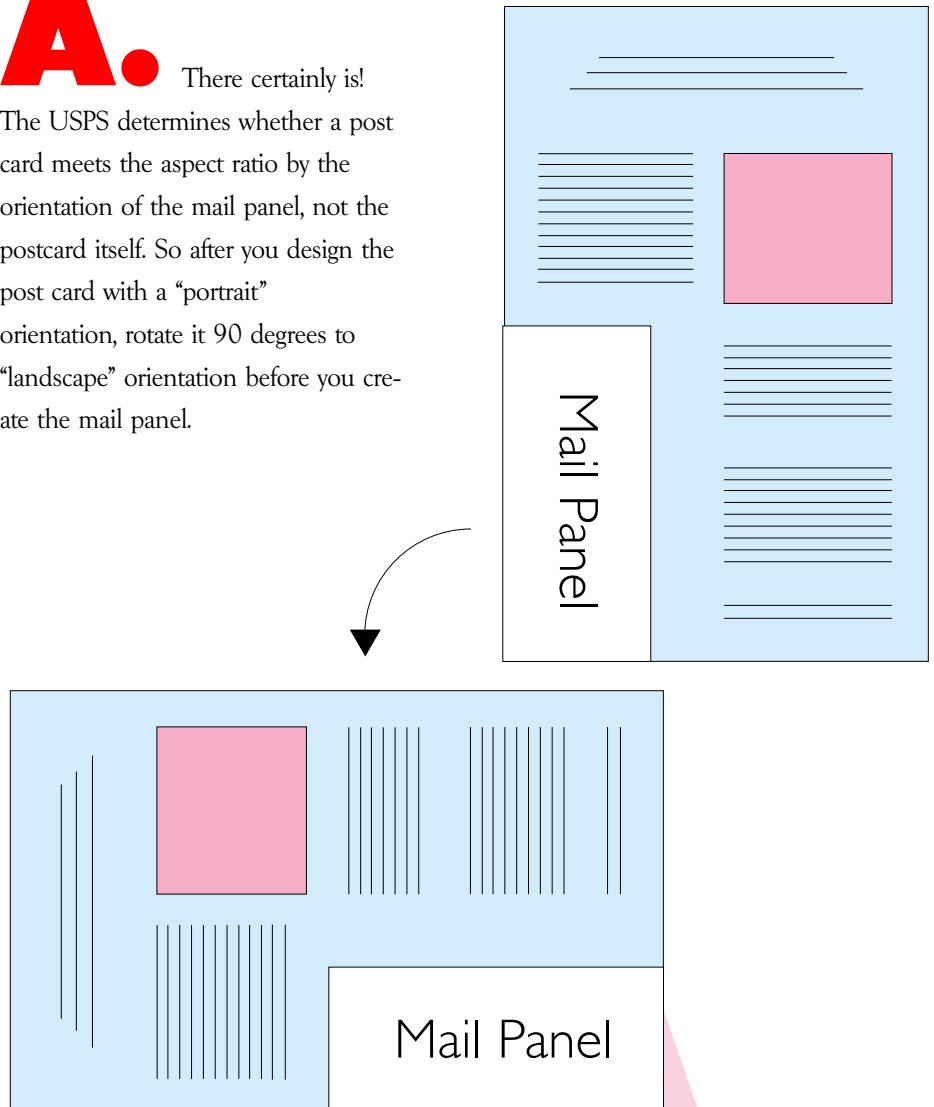 A. There certainly is!
The USPS determines whether a post
card meets the aspect ratio by the
orientation of the mail panel, not the
postcard itself. So after you design the
post card with a “portrait”
orientation, rotate it 90 degrees to
“landscape” orientation before you cre-
ate the mail panel.
Mail Panel
Mail Panel